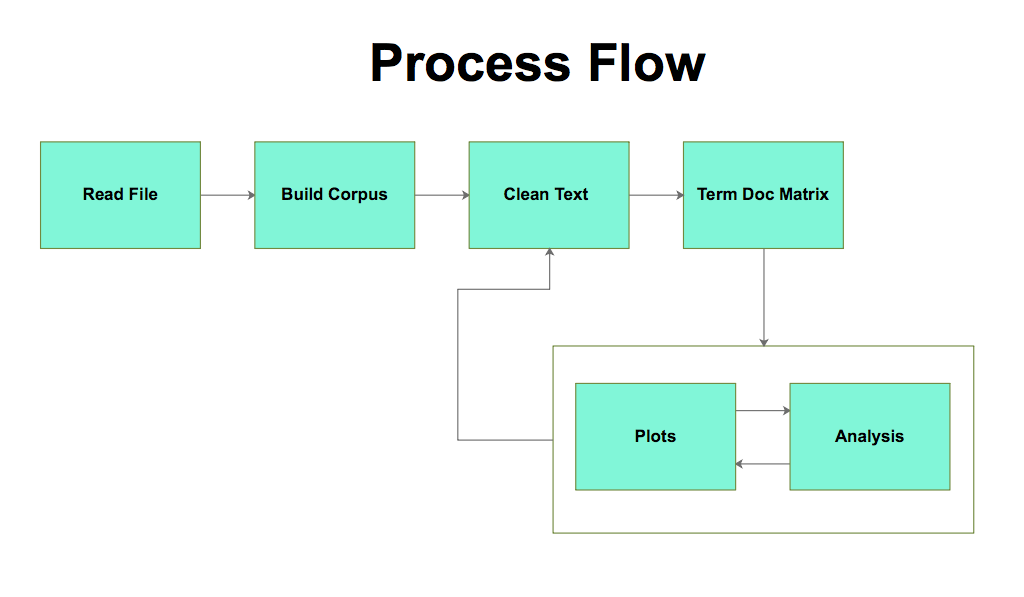 Process Flow
Read File
Build Corpus
Clean Text
Term Doc Matrix
Plots
Analysis